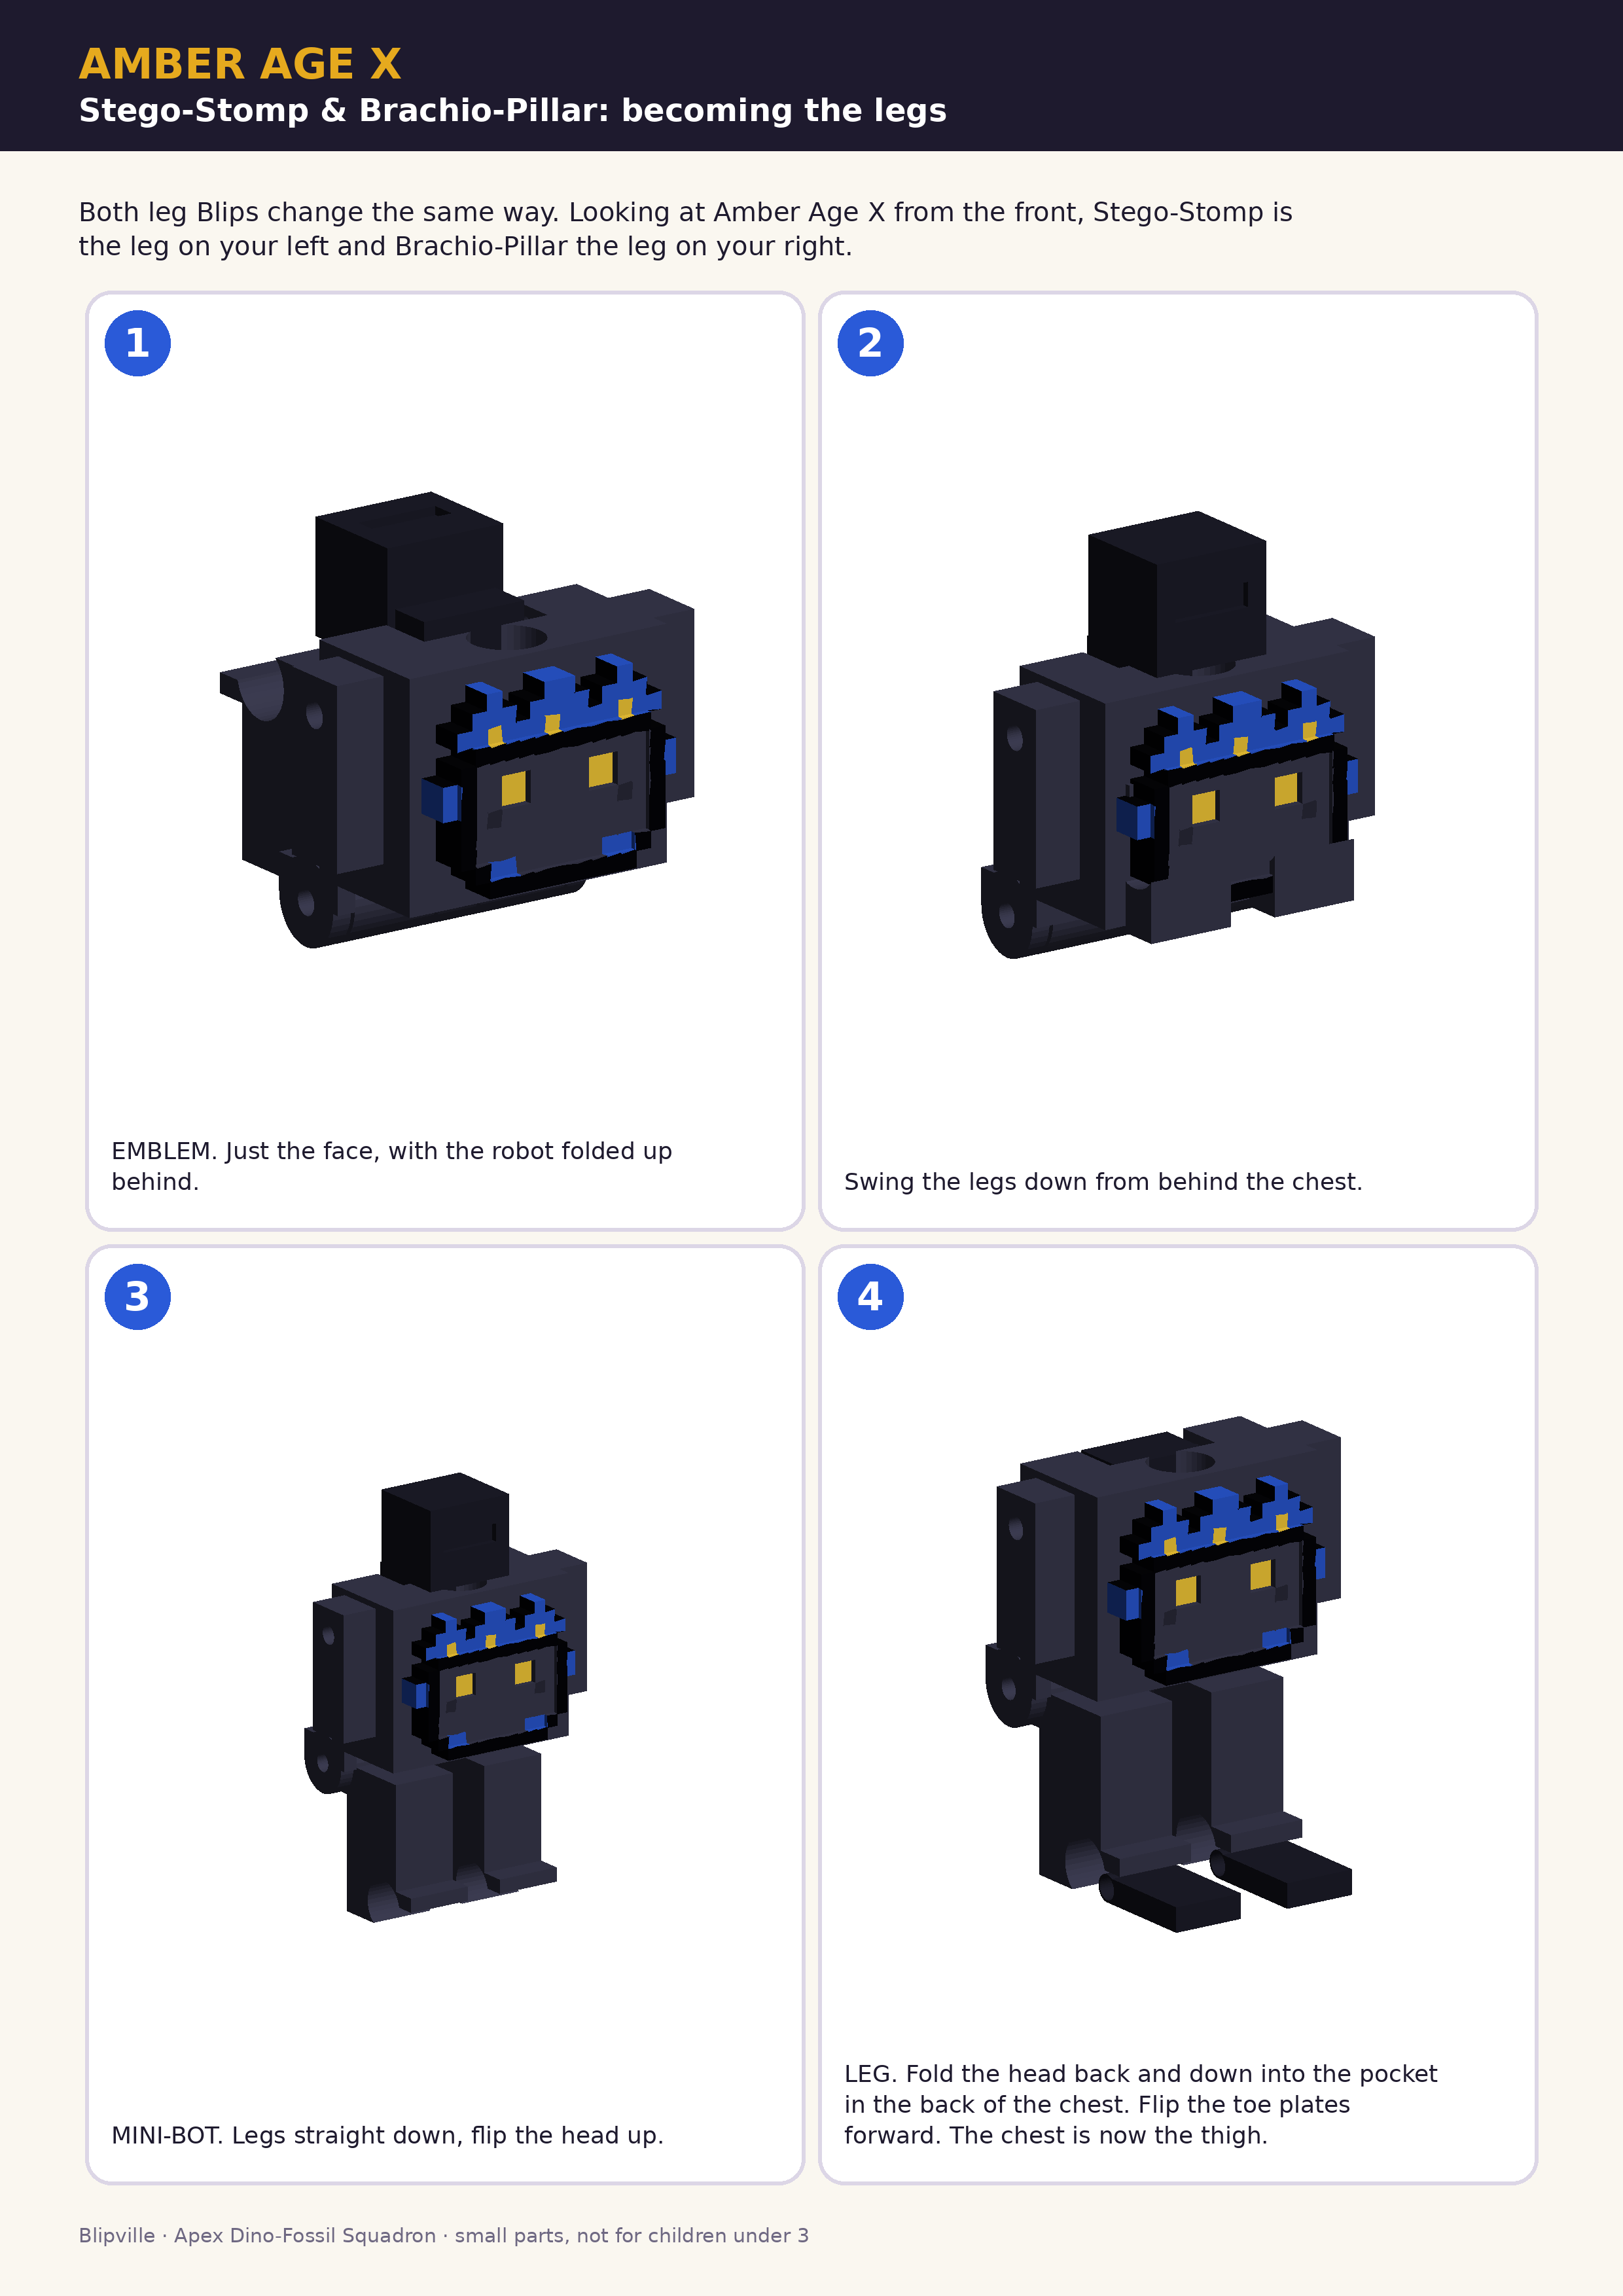 AMBER AGE X
Stego-Stomp & Brachio-Pillar: becoming the legs
Both leg Blips change the same way. Looking at Amber Age X from the front, Stego-Stomp is
the leg on your left and Brachio-Pillar the leg on your right.
1
EMBLEM. Just the face, with the robot folded up
behind.
2
Swing the legs down from behind the chest.
3
MINI-BOT. Legs straight down, flip the head up.
4
LEG. Fold the head back and down into the pocket
in the back of the chest. Flip the toe plates
forward. The chest is now the thigh.
Blipville · Apex Dino-Fossil Squadron · small parts, not for children under 3